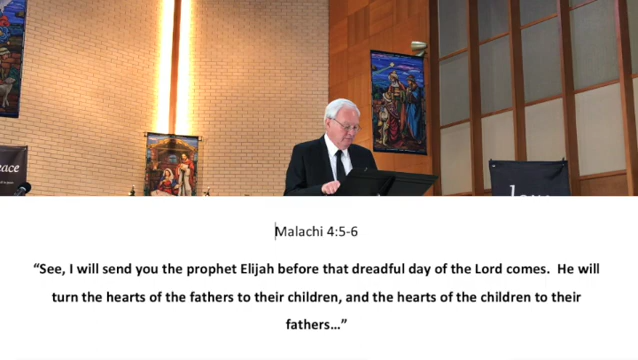 eace
Malachi 4:5-6
“See, I will send you the prophet Elijah before that dreadful day of the Lord comes.  He will
turn the hearts of the fathers to their children, and the hearts of the children to their
fathers…”